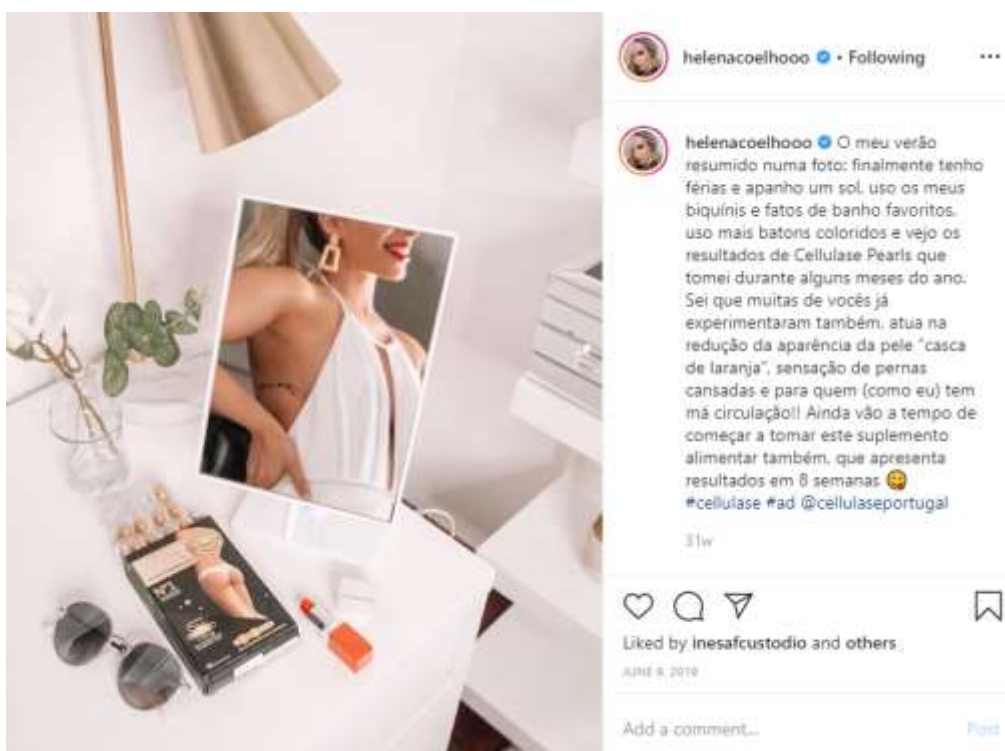 helenacoelhooo • Following
helenacoelhooo O meu verão
resumido numa foto: finalmente tenho
férias e apanho um sol, uso os meus
biquínis e fatos de banho favoritos,
uso mais batons coloridos e vejo os
resultados de Cellulase Pearls que
tomei durante alguns meses do ano.
Sei que muitas de vocês já
experimentaram também, atua na
redução da aparência da pele "casca
de laranja", sensação de pernas
cansadas e para quem (como eu) tem
má circulação!! Ainda vão a tempo de
começar a tomar este suplemento
alimentar também, que apresenta
resultados em 8 semanas 😋
#cellulase #ad @cellulaseportugal
31w
Liked by inesafcustodio and others
JUNE 9, 2019
Add a comment...
Post
Nº1